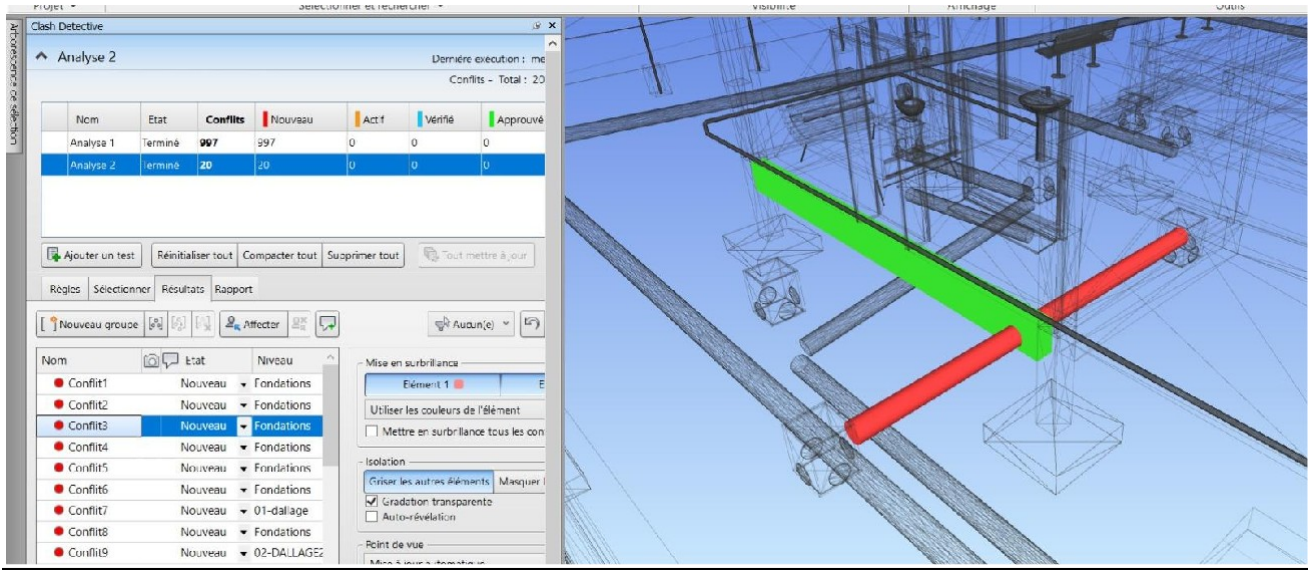 Projet Sélectionner et rechercher Visibilité Affichage Outils
Arborescence de sélection
Clash Detective
Analyse 2 Dernière exécution : me
Conflits - Total : 20
Nom Etat Conflits Nouveau Actif Vérifié Approuvé
Analyse 1 Terminé 997 997 0 0 0
Analyse 2 Terminé 20 20 0 0 0
Ajouter un test Réinitialiser tout Compacter tout Supprimer tout Tout mettre à jour
Règles Sélectionner Résultats Rapport
Nouveau groupe Affecter Aucun(e)
Nom Etat Niveau
Conflit1 Nouveau Fondations
Conflit2 Nouveau Fondations
Conflit3 Nouveau Fondations
Conflit4 Nouveau Fondations
Conflit5 Nouveau Fondations
Conflit6 Nouveau Fondations
Conflit7 Nouveau 01-dallage
Conflit8 Nouveau Fondations
Conflit9 Nouveau 02-DALLAGE2
Mise en surbrillance
Elément 1 E
Utiliser les couleurs de l'élément
Mettre en surbrillance tous les con
Isolation
Griser les autres éléments Masquer
Gradation transparente
Auto-révélation
Point de vue
Mise à jour automatique